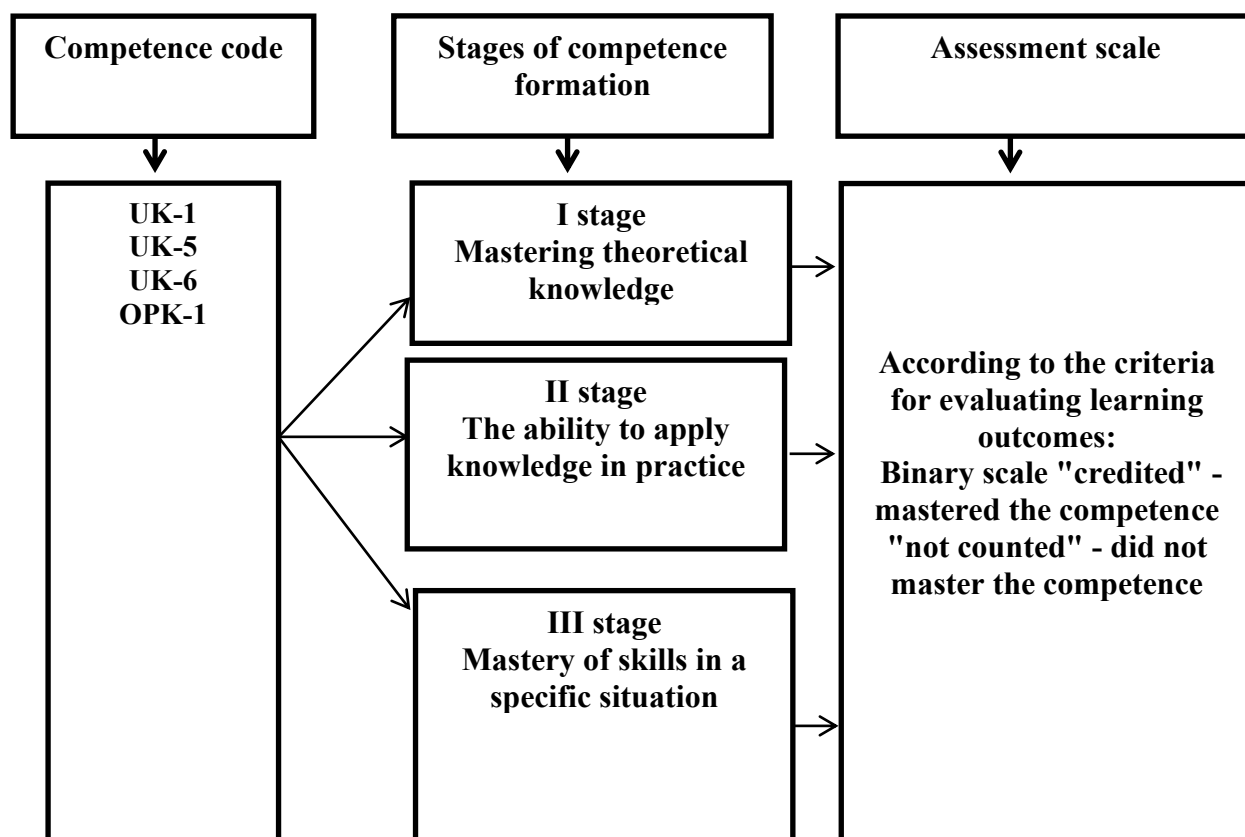 Competence code
Stages of competence
formation
Assessment scale
UK-1
UK-5
UK-6
OPK-1
I stage
Mastering theoretical
knowledge
II stage
The ability to apply
knowledge in practice
III stage
Mastery of skills in a
specific situation
According to the criteria
for evaluating learning
outcomes:
Binary scale "credited" -
mastered the competence
"not counted" - did not
master the competence